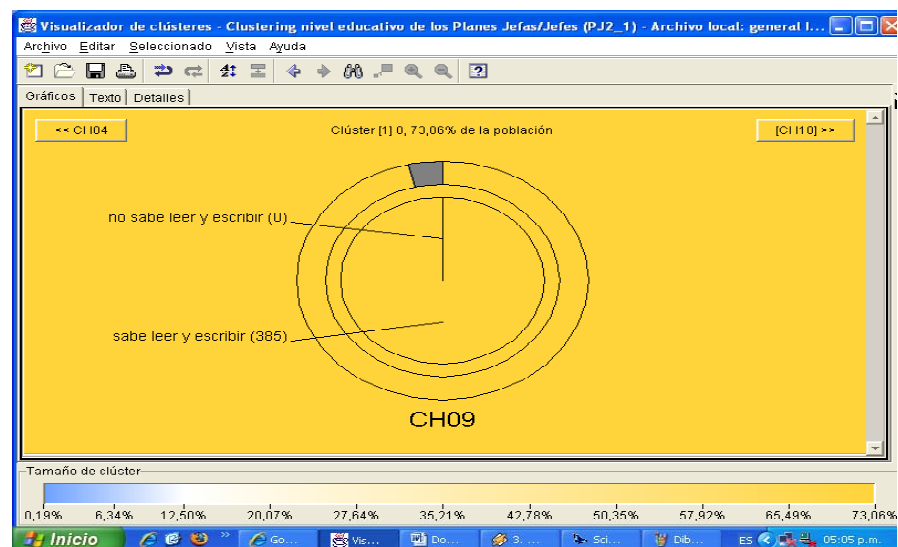 Visualizador de clústeres - Clustering nivel educativo de los Planes Jefas/Jefes (PJ2_1) - Archivo local: general l...
Archivo Editar Seleccionado Vista Ayuda
Gráficos Texto Detalles
<< CH04
Clúster [1] 0, 73,06% de la población
[CH10] >>
no sabe leer y escribir (0)
sabe leer y escribir (385)
CH09
Tamaño de clúster
0,19% 6,34% 12,50% 20,07% 27,64% 35,21% 42,78% 50,35% 57,92% 65,49% 73,06%
Inicio Go... Vis... Do... 3. ... Sci... Dib... ES 05:05 p.m.